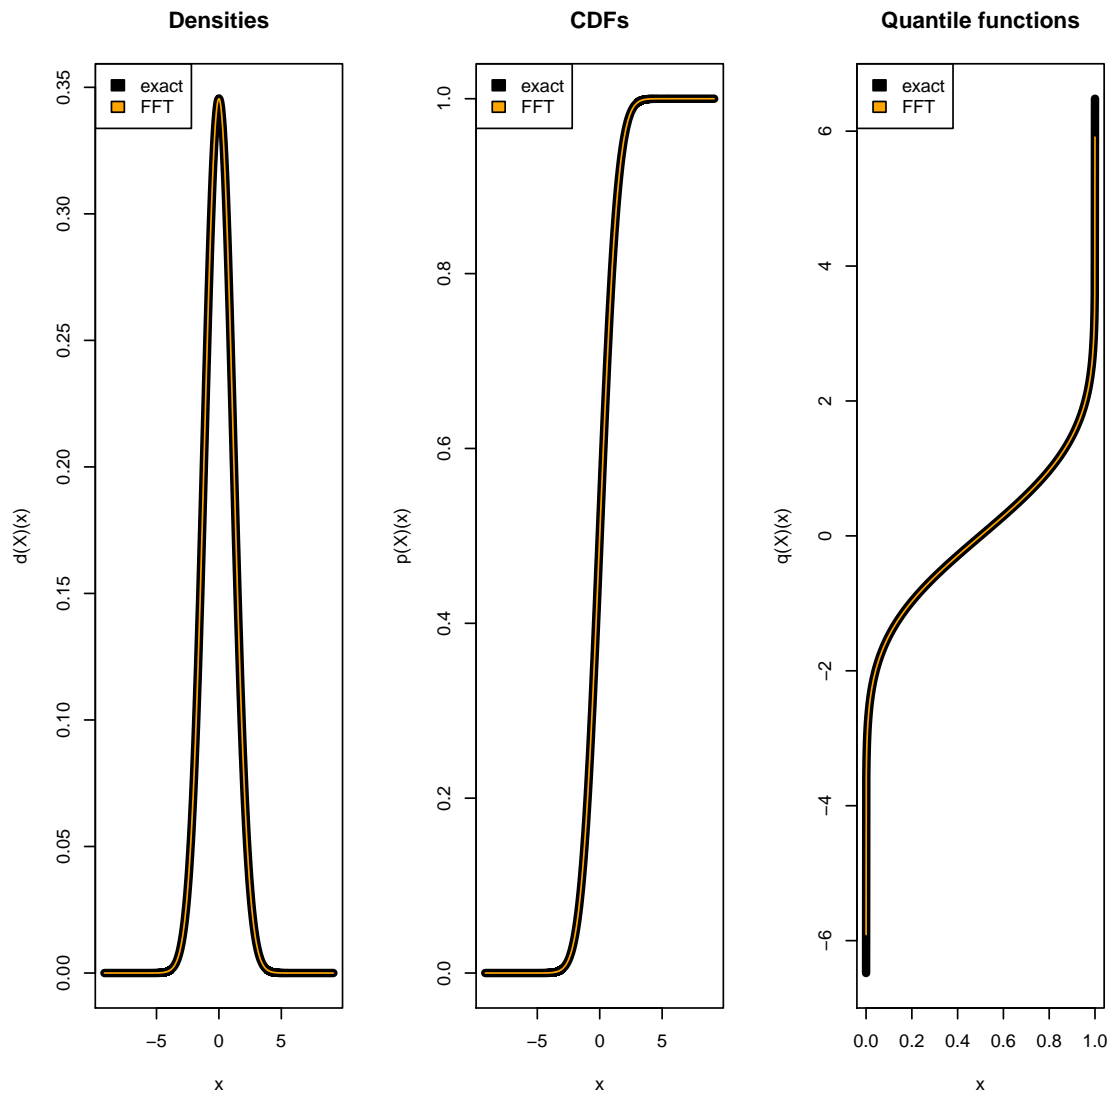 Densities
exact
FFT
0.35
0.30
0.25
0.20
0.15
0.10
0.05
0.00
d(X)(x)
−5 0 5
x
CDFs
exact
FFT
1.0
0.8
0.6
0.4
0.2
0.0
p(X)(x)
−5 0 5
x
Quantile functions
exact
FFT
6
4
2
0
−2
−4
−6
q(X)(x)
0.0 0.2 0.4 0.6 0.8 1.0
x